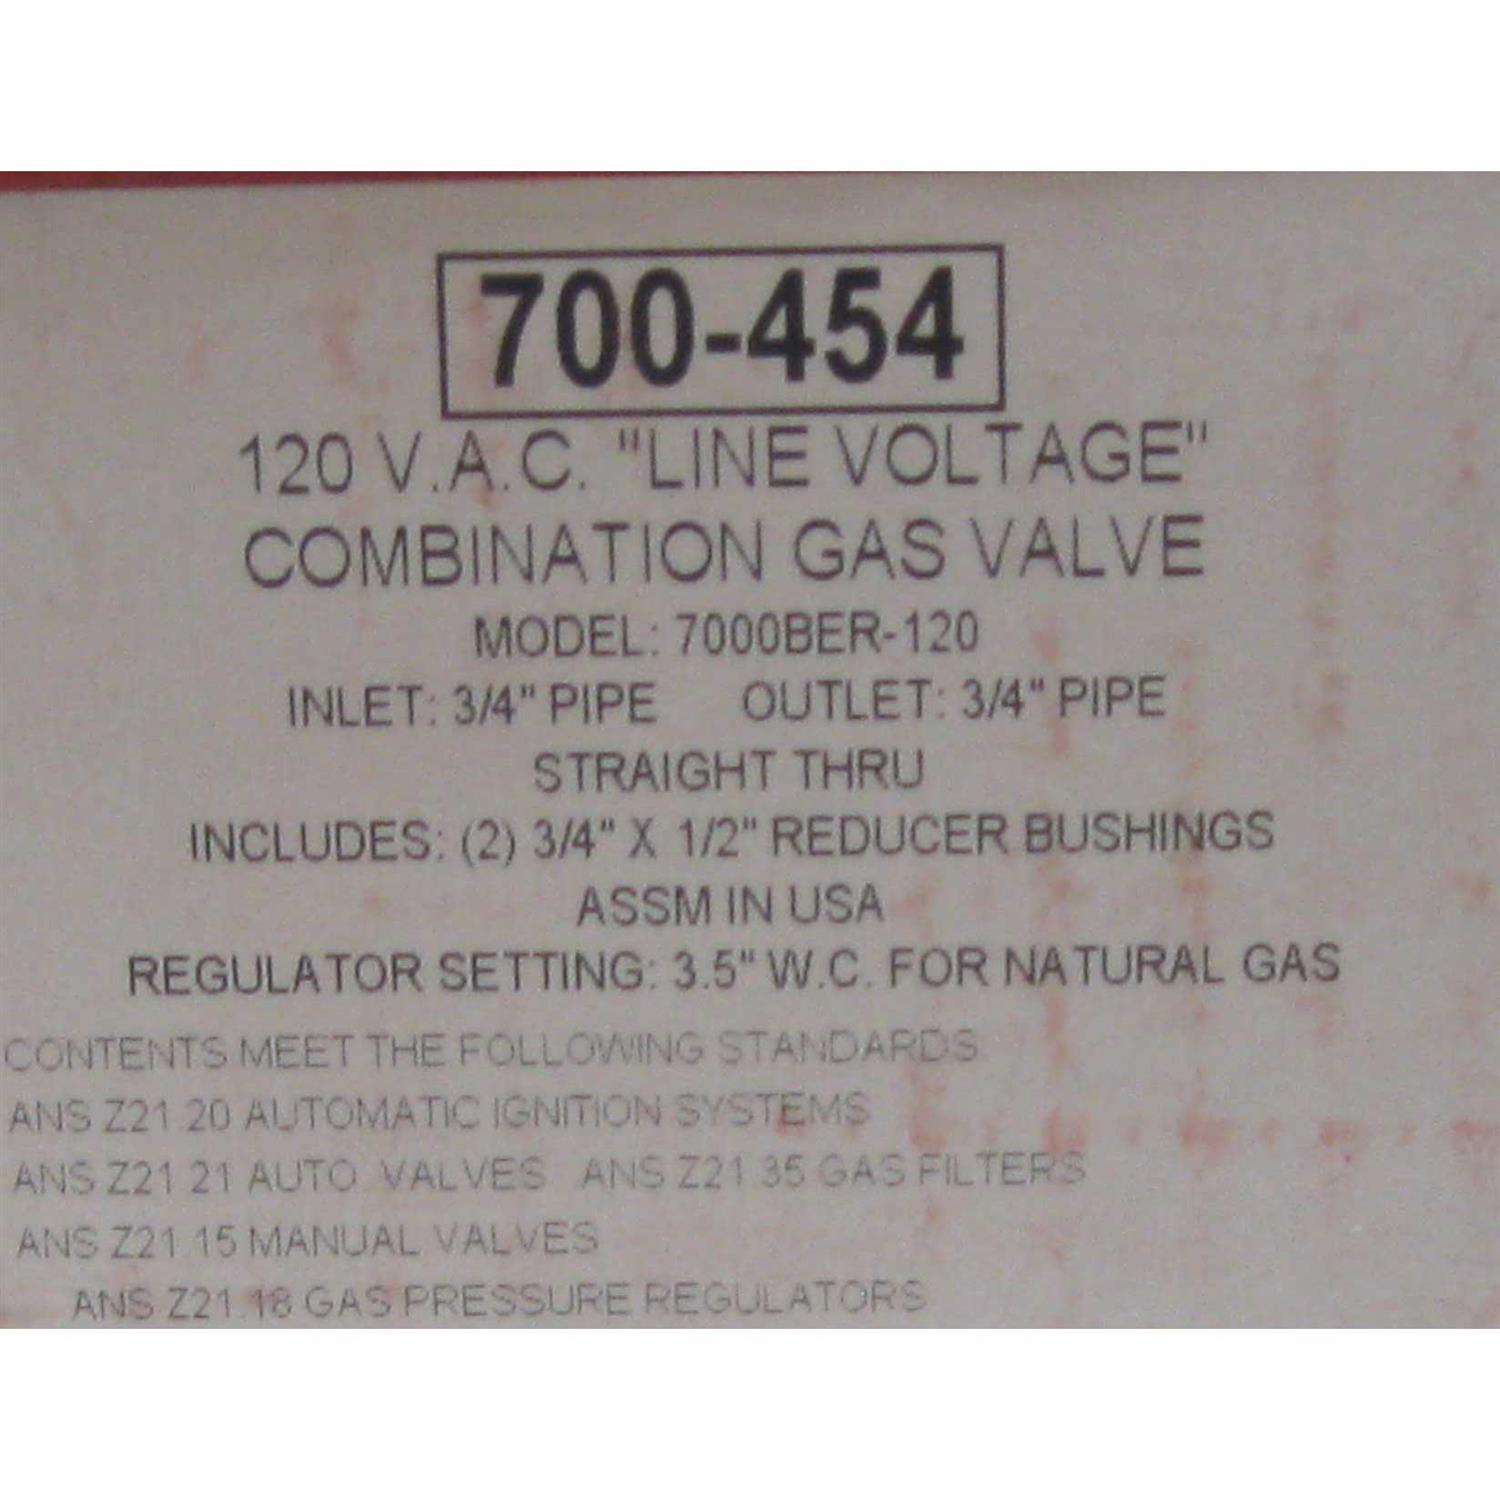 700-454
120 V.A.C. "LINE VOLTAGE"
COMBINATION GAS VALVE
MODEL: 7000BER-120
INLET: 3/4" PIPE OUTLET: 3/4" PIPE
STRAIGHT THRU
INCLUDES: (2) 3/4" X 1/2" REDUCER BUSHINGS
ASSM IN USA
REGULATOR SETTING: 3.5" W.C. FOR NATURAL GAS
CONTENTS MEET THE FOLLOWING STANDARDS
ANS Z21 20 AUTOMATIC IGNITION SYSTEMS
ANS Z21 21 AUTO VALVES ANS Z21 35 GAS FILTERS
ANS Z21 15 MANUAL VALVES
ANS Z21.18 GAS PRESSURE REGULATORS